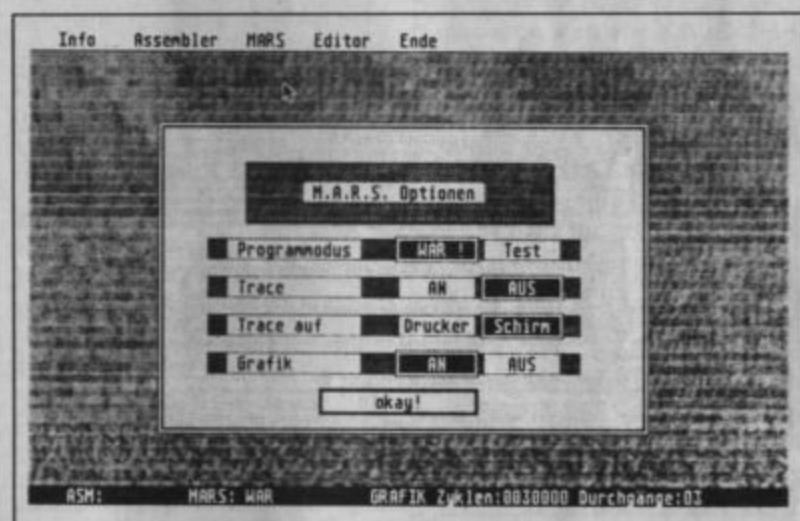 Info Assembler MARS Editor Ende
M.A.R.S. Optionen
Programmodus WAR ! Test
Trace AN AUS
Trace auf Drucker Schirm
Grafik AN AUS
okay!
ASM: MARS: WAR GRAFIK Zyklen:0030000 Durchgange:03